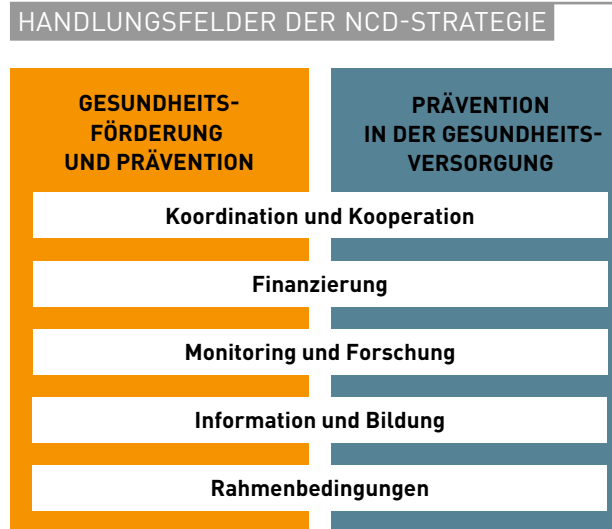 HANDLUNGSFELDER DER NCD-STRATEGIE
GESUNDHEITS-
FÖRDERUNG
UND PRÄVENTION
PRÄVENTION
IN DER GESUNDHEITS-
VERSORGUNG
Koordination und Kooperation
Finanzierung
Monitoring und Forschung
Information und Bildung
Rahmenbedingungen